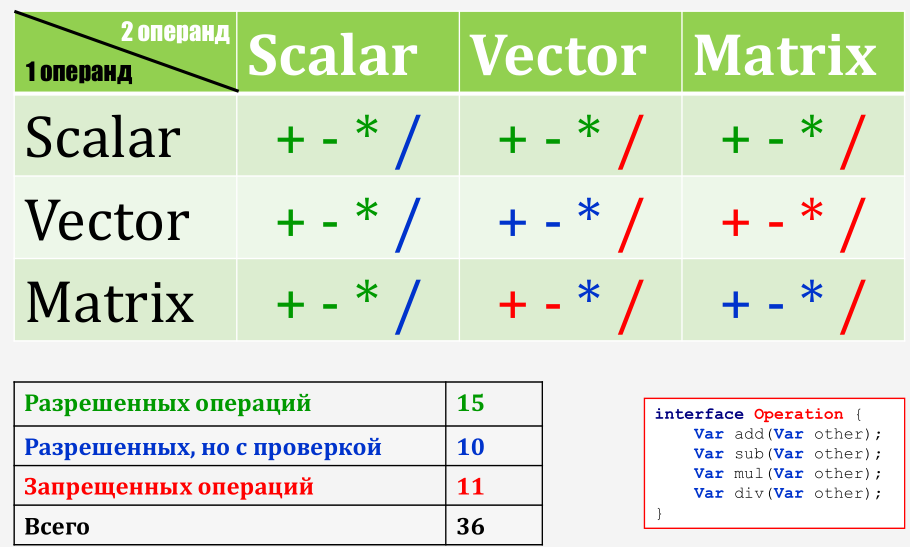 2 операнд
1 операнд
Scalar Vector Matrix
Scalar + - * / + - * / + - * /
Vector + - * / + - * / + - * /
Matrix + - * / + - * / + - * /
Разрешенных операций 15
Разрешенных, но с проверкой 10
Запрещенных операций 11
Всего 36
interface Operation {
Var add(Var other);
Var sub(Var other);
Var mul(Var other);
Var div(Var other);
}